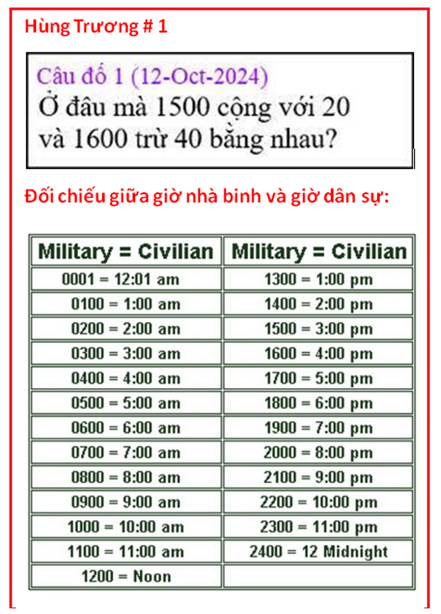 Hùng Trương # 1
Câu đố 1 (12-Oct-2024)
Ở đâu mà 1500 cộng với 20
và 1600 trừ 40 bằng nhau?
Đối chiếu giữa giờ nhà binh và giờ dân sự:
Military = Civilian Military = Civilian
0001 = 12:01 am 1300 = 1:00 pm
0100 = 1:00 am 1400 = 2:00 pm
0200 = 2:00 am 1500 = 3:00 pm
0300 = 3:00 am 1600 = 4:00 pm
0400 = 4:00 am 1700 = 5:00 pm
0500 = 5:00 am 1800 = 6:00 pm
0600 = 6:00 am 1900 = 7:00 pm
0700 = 7:00 am 2000 = 8:00 pm
0800 = 8:00 am 2100 = 9:00 pm
0900 = 9:00 am 2200 = 10:00 pm
1000 = 10:00 am 2300 = 11:00 pm
1100 = 11:00 am 2400 = 12 Midnight
1200 = Noon